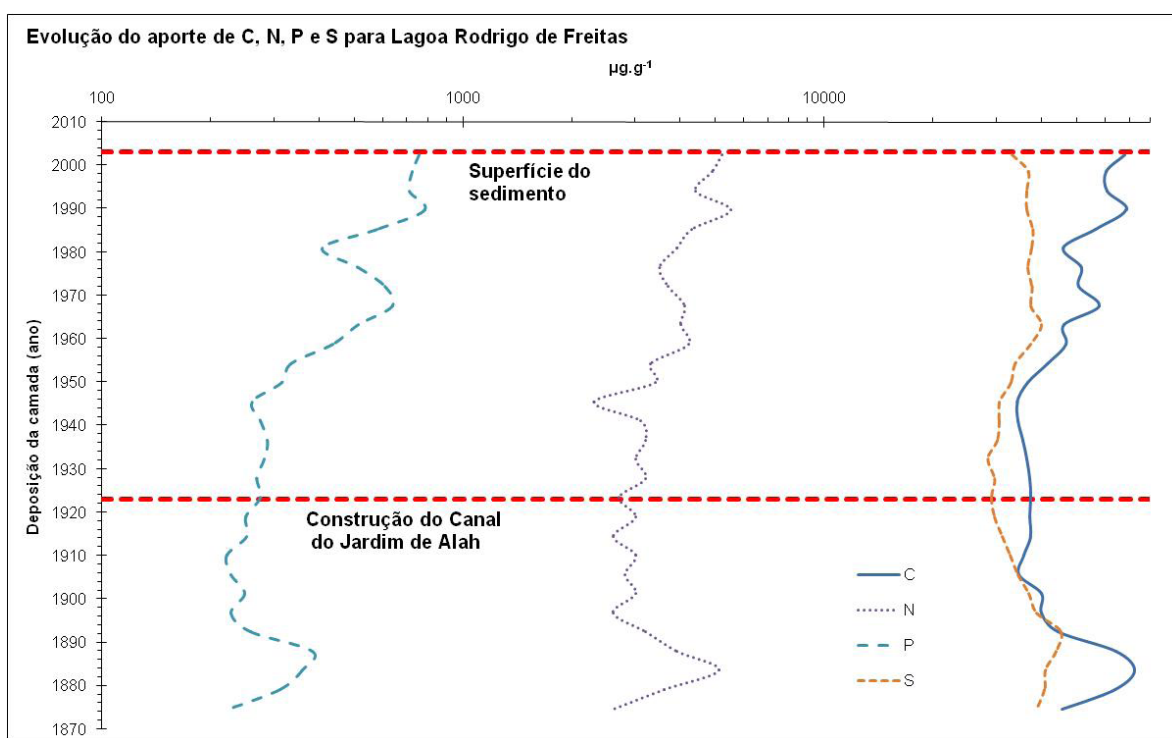 Evolução do aporte de C, N, P e S para Lagoa Rodrigo de Freitas
µg.g⁻¹
100 1000 10000
Deposição da camada (ano)
2010
2000
1990
1980
1970
1960
1950
1940
1930
1920
1910
1900
1890
1880
1870
Superfície do
sedimento
Construção do Canal
do Jardim de Alah
C
N
P
S